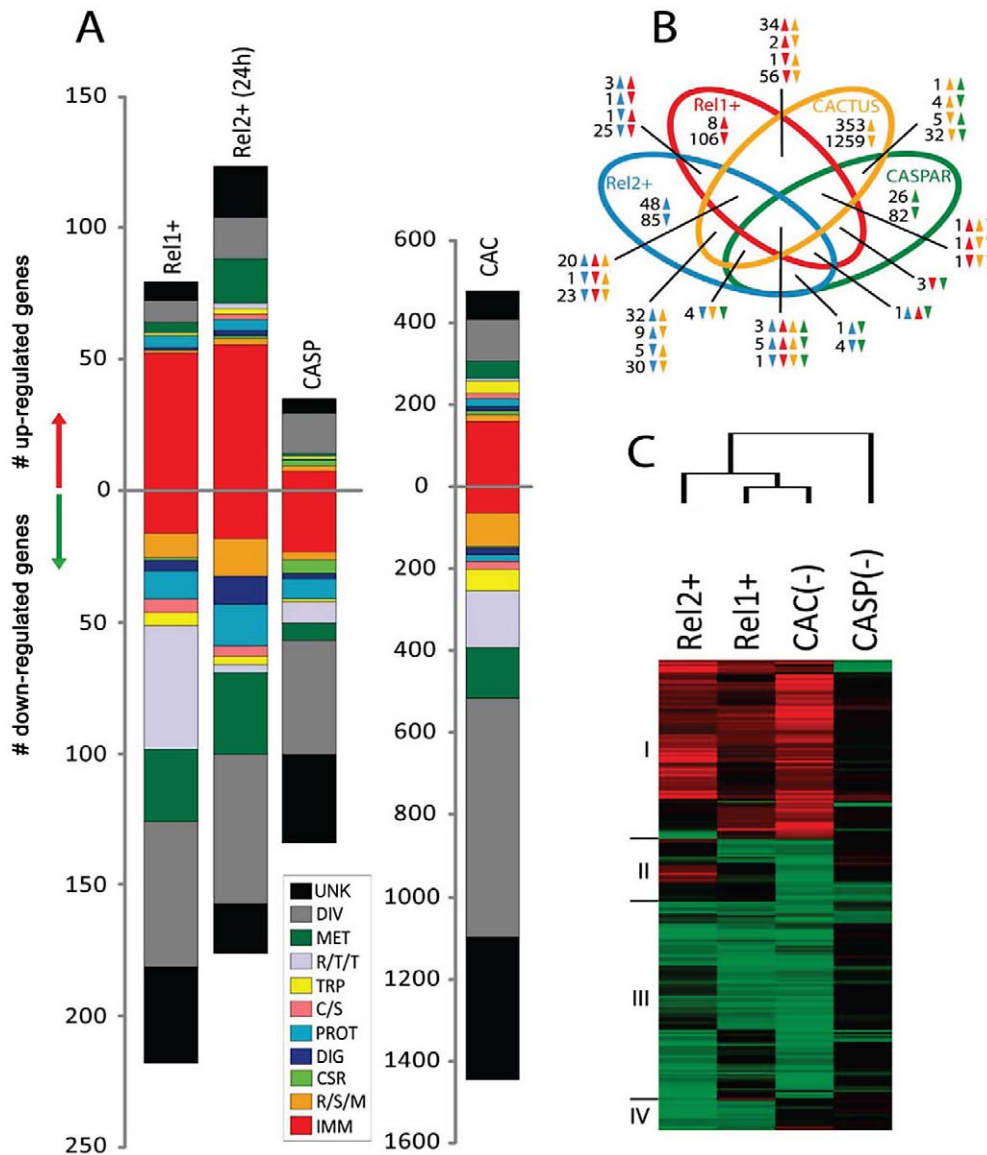 A
# up-regulated genes
# down-regulated genes
150
100
50
0
50
100
150
200
250
Rel1+
Rel2+ (24h)
CASP
600
400
200
0
200
400
600
800
1000
1200
1400
1600
CAC
UNK
DIV
MET
R/T/T
TRP
C/S
PROT
DIG
CSR
R/S/M
IMM
B
34
2
1
56
3
1
1
25
1
4
5
32
Rel1+
8
106
CACTUS
353
1259
Rel2+
48
85
CASPAR
26
82
20
1
23
32
9
5
30
4
3
5
1
1
4
1
3
1
1
1
C
Rel2+
Rel1+
CAC(-)
CASP(-)
I
II
III
IV